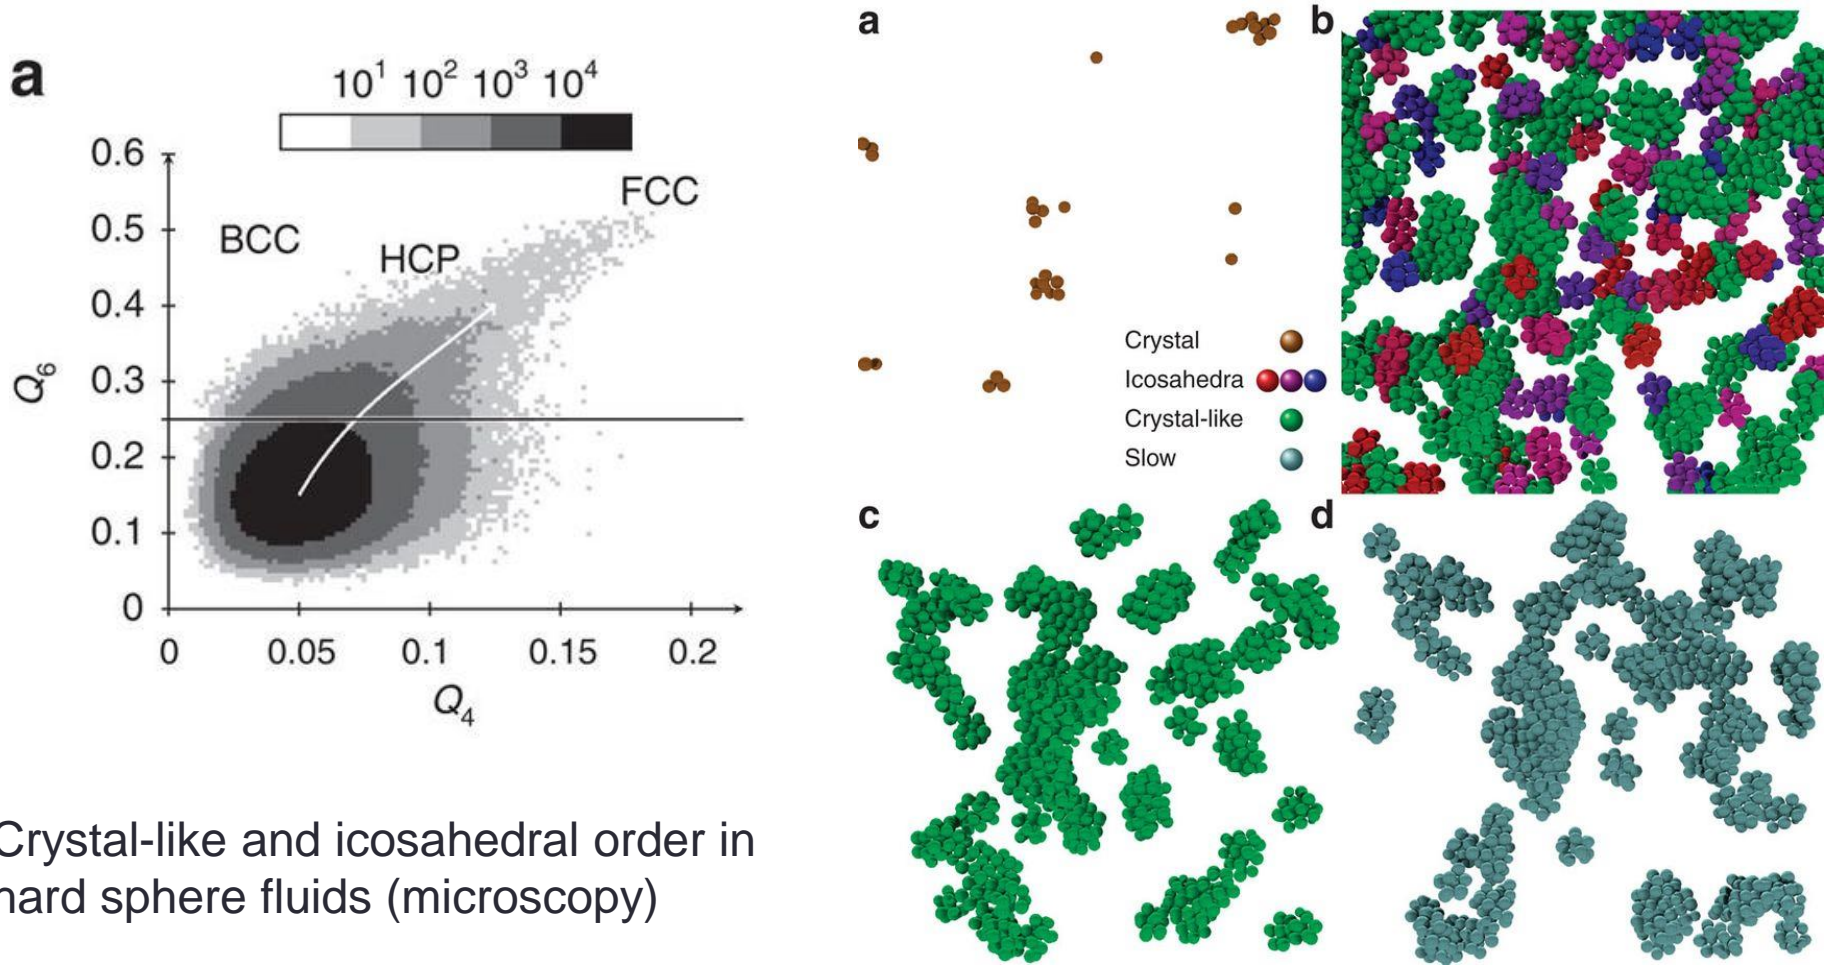 a
10¹ 10² 10³ 10⁴
0.6
0.5
0.4
0.3
0.2
0.1
0
Q₆
BCC
HCP
FCC
0 0.05 0.1 0.15 0.2
Q₄
Crystal-like and icosahedral order in
hard sphere fluids (microscopy)
a
Crystal
Icosahedra
Crystal-like
Slow
b
c
d